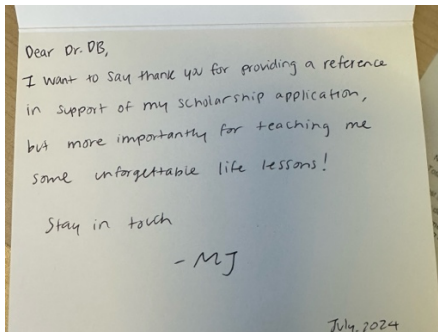 Dear Dr. DB,
I want to say thank you for providing a reference
in support of my scholarship application,
but more importantly for teaching me
some unforgettable life lessons!
Stay in touch
- MJ
July, 2024